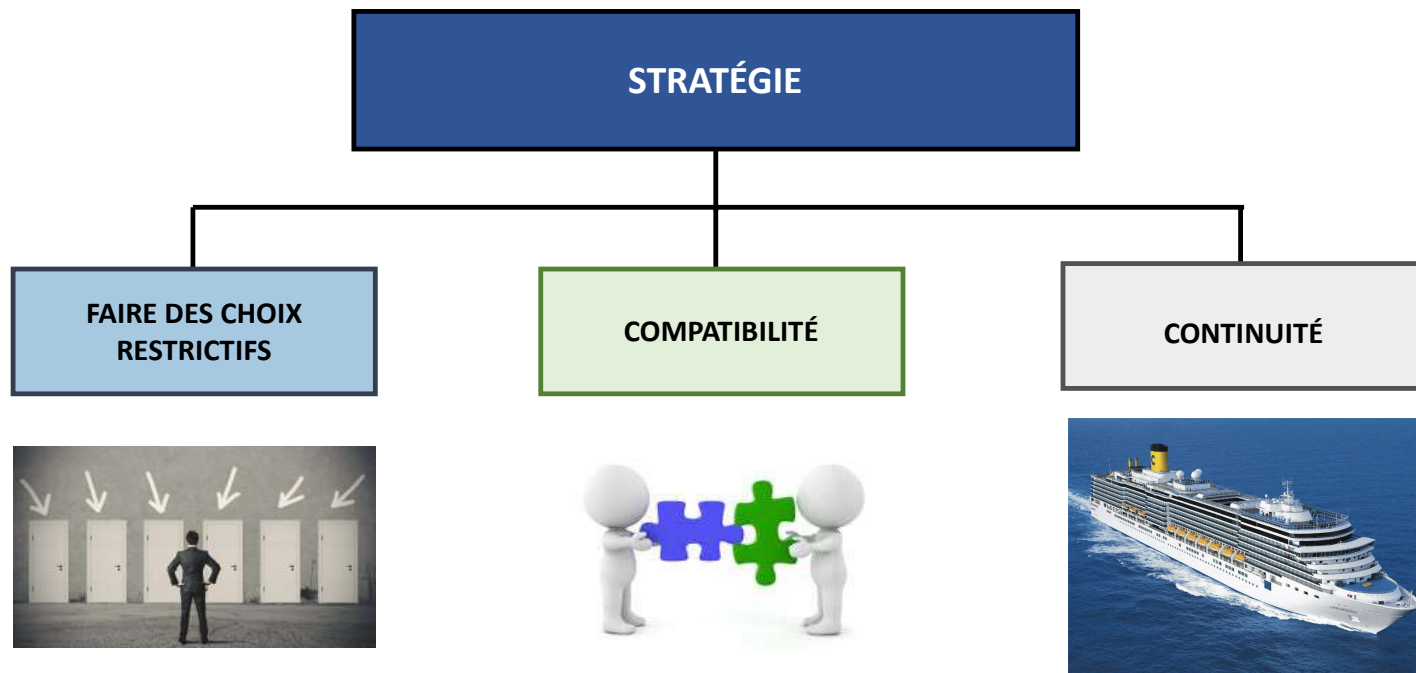 STRATÉGIE
FAIRE DES CHOIX
RESTRICTIFS
COMPATIBILITÉ
CONTINUITÉ